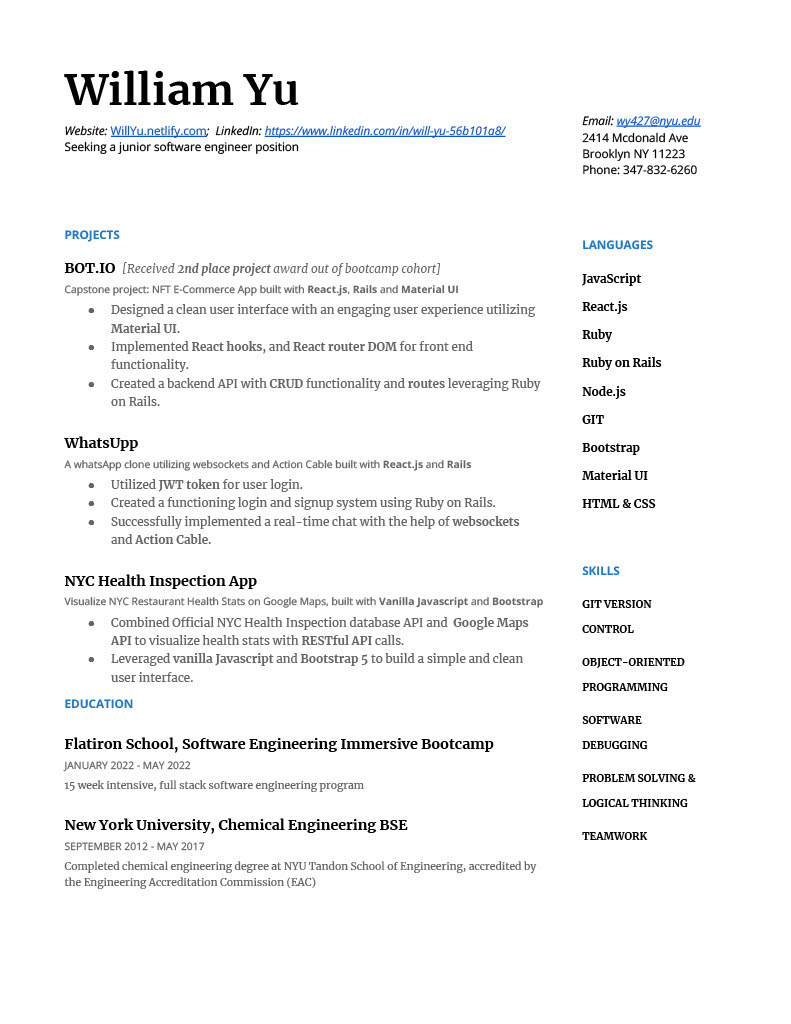 William Yu
Website: WillYu.netlify.com;  LinkedIn: https://www.linkedin.com/in/will-yu-56b101a8/
Seeking a junior software engineer position
Email: wy427@nyu.edu
2414 Mcdonald Ave
Brooklyn NY 11223
Phone: 347-832-6260
PROJECTS
BOT.IO [Received 2nd place project award out of bootcamp cohort]
Capstone project: NFT E-Commerce App built with React.js, Rails and Material UI
● Designed a clean user interface with an engaging user experience utilizing
Material UI.
● Implemented React hooks, and React router DOM for front end
functionality.
● Created a backend API with CRUD functionality and routes leveraging Ruby
on Rails.
WhatsUpp
A whatsApp clone utilizing websockets and Action Cable built with React.js and Rails
● Utilized JWT token for user login.
● Created a functioning login and signup system using Ruby on Rails.
● Successfully implemented a real-time chat with the help of websockets
and Action Cable.
NYC Health Inspection App
Visualize NYC Restaurant Health Stats on Google Maps, built with Vanilla Javascript and Bootstrap
● Combined Official NYC Health Inspection database API and  Google Maps
API to visualize health stats with RESTful API calls.
● Leveraged vanilla Javascript and Bootstrap 5 to build a simple and clean
user interface.
EDUCATION
Flatiron School, Software Engineering Immersive Bootcamp
JANUARY 2022 - MAY 2022
15 week intensive, full stack software engineering program
New York University, Chemical Engineering BSE
SEPTEMBER 2012 - MAY 2017
Completed chemical engineering degree at NYU Tandon School of Engineering, accredited by
the Engineering Accreditation Commission (EAC)
LANGUAGES
JavaScript
React.js
Ruby
Ruby on Rails
Node.js
GIT
Bootstrap
Material UI
HTML & CSS
SKILLS
GIT VERSION
CONTROL
OBJECT-ORIENTED
PROGRAMMING
SOFTWARE
DEBUGGING
PROBLEM SOLVING &
LOGICAL THINKING
TEAMWORK